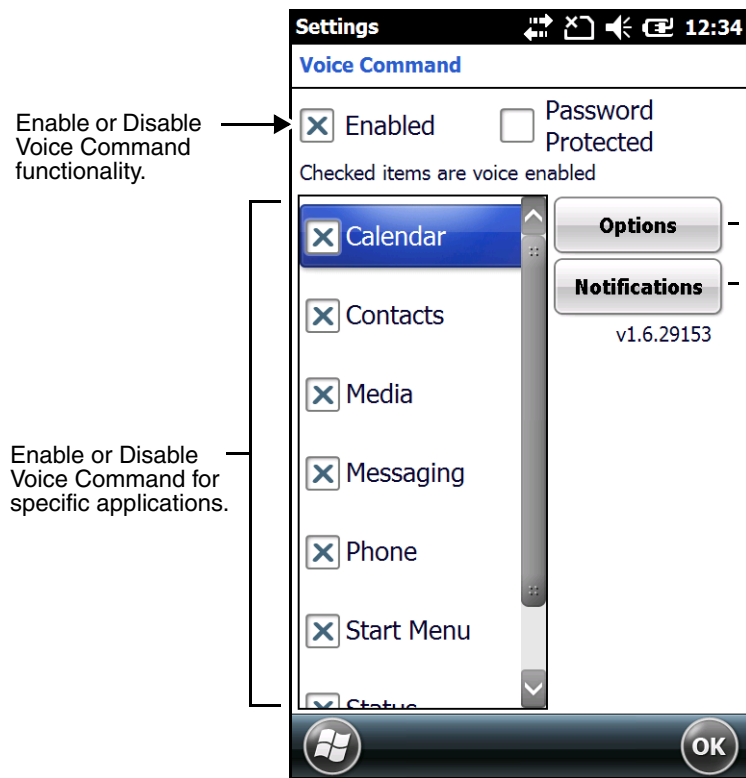 Settings 12:34
Voice Command
Enable or Disable
Voice Command
functionality.
Enabled
Password
Protected
Checked items are voice enabled
Calendar
Contacts
Media
Messaging
Phone
Start Menu
Status
Options
Notifications
v1.6.29153
Enable or Disable
Voice Command for
specific applications.
OK